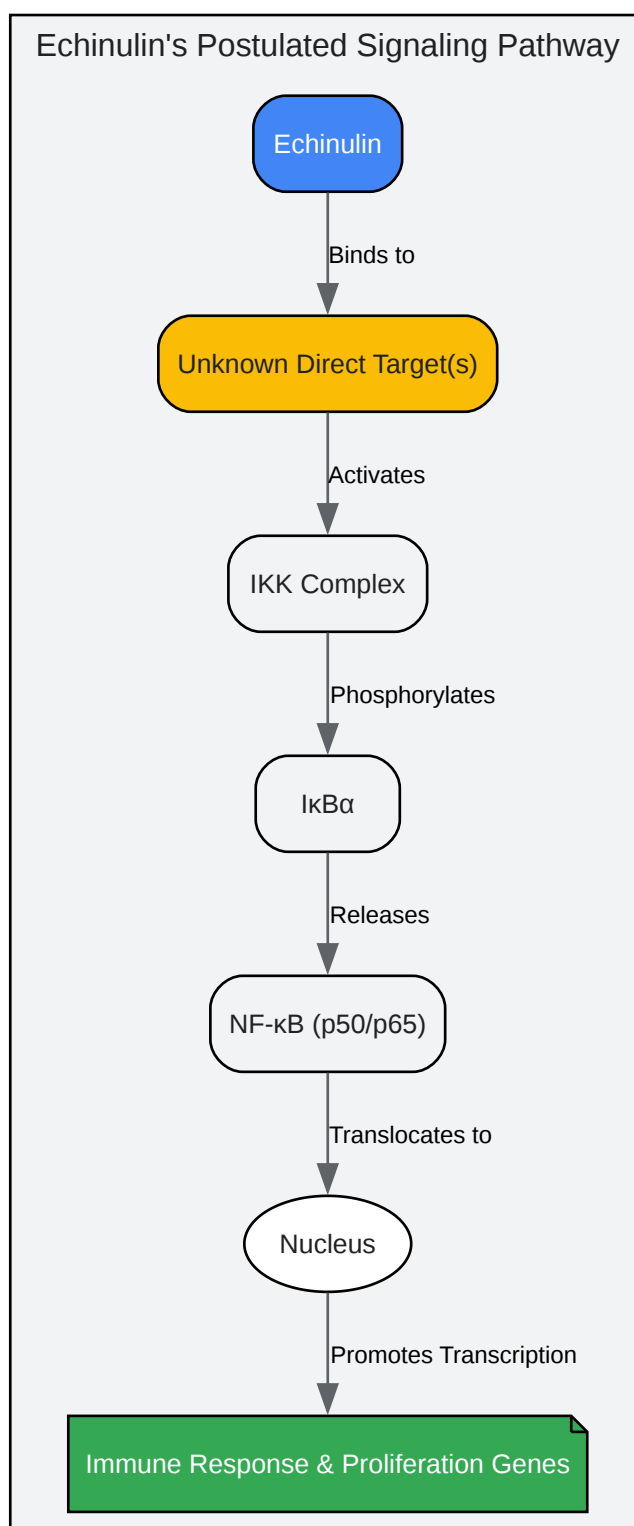 Echinulin's Postulated Signaling Pathway
Echinulin
Binds to
Unknown Direct Target(s)
Activates
IKK Complex
Phosphorylates
IκBα
Releases
NF-κB (p50/p65)
Translocates to
Nucleus
Promotes Transcription
Immune Response & Proliferation Genes